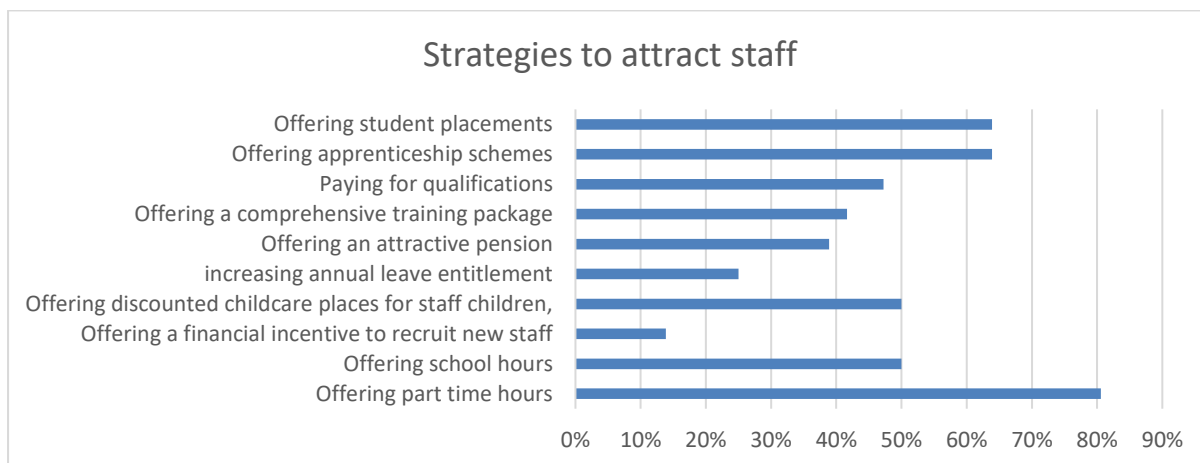 Strategies to attract staff
Offering student placements
Offering apprenticeship schemes
Paying for qualifications
Offering a comprehensive training package
Offering an attractive pension
increasing annual leave entitlement
Offering discounted childcare places for staff children,
Offering a financial incentive to recruit new staff
Offering school hours
Offering part time hours
0% 10% 20% 30% 40% 50% 60% 70% 80% 90%